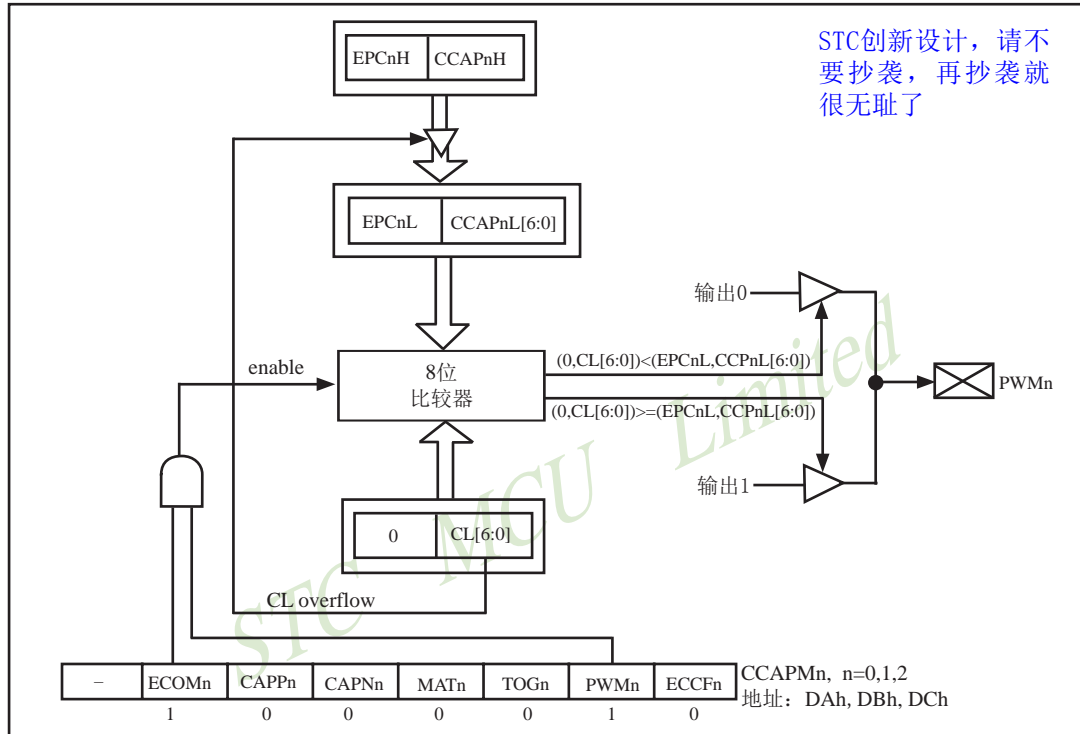 STC创新设计，请不
要抄袭，再抄袭就
很无耻了
EPCnH CCAPnH
EPCnL CCAPnL[6:0]
输出0
enable
8位
比较器
(0,CL[6:0])<(EPCnL,CCPnL[6:0])
(0,CL[6:0])>=(EPCnL,CCPnL[6:0])
PWMn
输出1
0 CL[6:0]
CL overflow
STC MCU Limited
– ECOMn CAPPn CAPNn MATn TOGn PWMn ECCFn
1 0 0 0 0 1 0
CCAPMn, n=0,1,2
地址：DAh, DBh, DCh